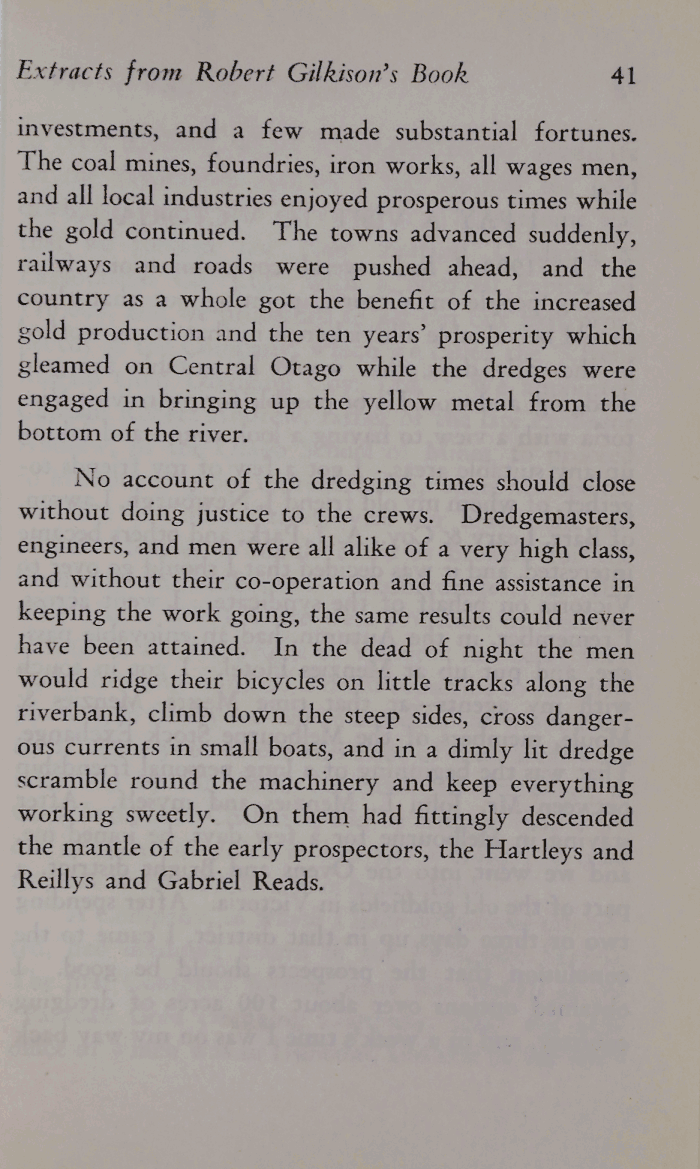 Extracts from Robert Gilkison's Book 41
investments, and a few made substantial fortunes.
The coal mines, foundries, iron works, all wages men,
and all local industries enjoyed prosperous times while
the gold continued. The towns advanced suddenly,
railways and roads were pushed ahead, and the
country as a whole got the benefit of the increased
gold production and the ten years' prosperity which
gleamed on Central Otago while the dredges were
engaged in bringing up the yellow metal from the
bottom of the river.
No account of the dredging times should close
without doing justice to the crews. Dredgemasters,
engineers, and men were all alike of a very high class,
and without their co-operation and fine assistance in
keeping the work going, the same results could never
have been attained. In the dead of night the men
would ridge their bicycles on little tracks along the
riverbank, climb down the steep sides, cross danger-
ous currents in small boats, and in a dimly lit dredge
scramble round the machinery and keep everything
working sweetly. On them had fittingly descended
the mantle of the early prospectors, the Hartleys and
Reillys and Gabriel Reads.